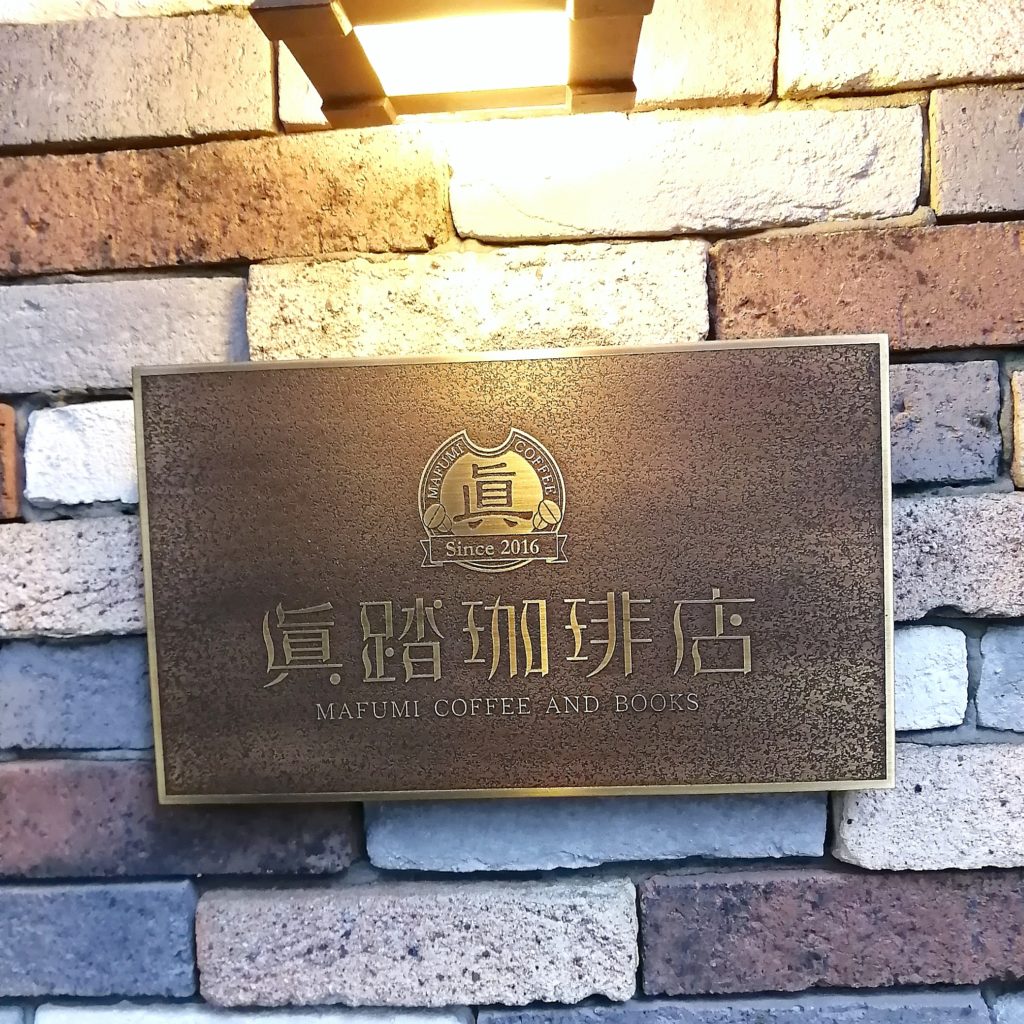 MAFUMI COFFEE
眞
Since 2016
眞踏珈琲店
MAFUMI COFFEE AND BOOKS